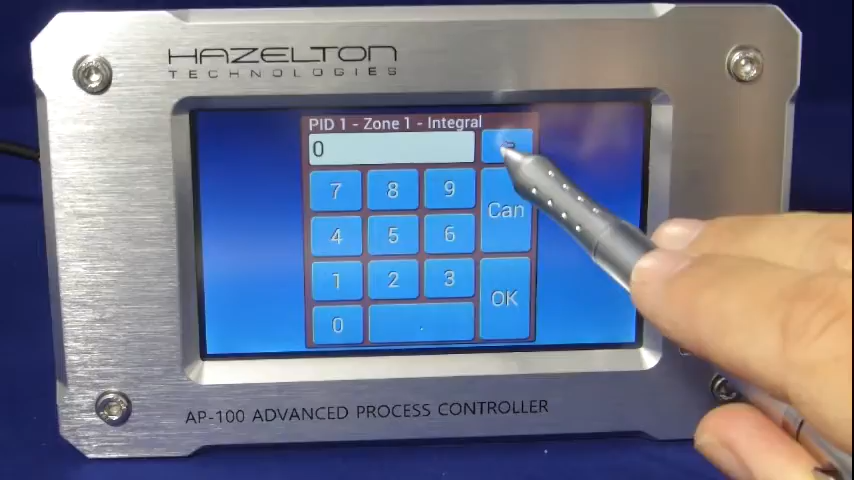 HAZELTON
TECHNOLOGIES
PID 1 - Zone 1 - Integral
0
7 8 9
Can
4 5 6
1 2 3
OK
0 .
AP-100 ADVANCED PROCESS CONTROLLER